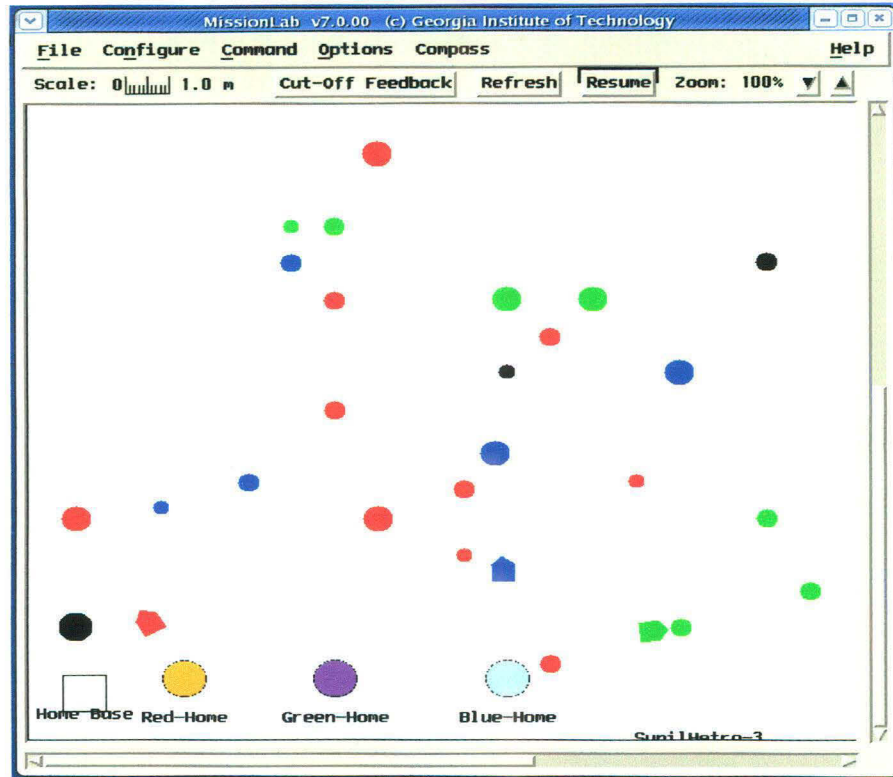 MissionLab v7.0.00 (c) Georgia Institute of Technology
File Configure Command Options Compass Help
Scale: 0 1.0 m Cut-Off Feedback Refresh Resume Zoom: 100%
Home Base Red-Home Green-Home Blue-Home